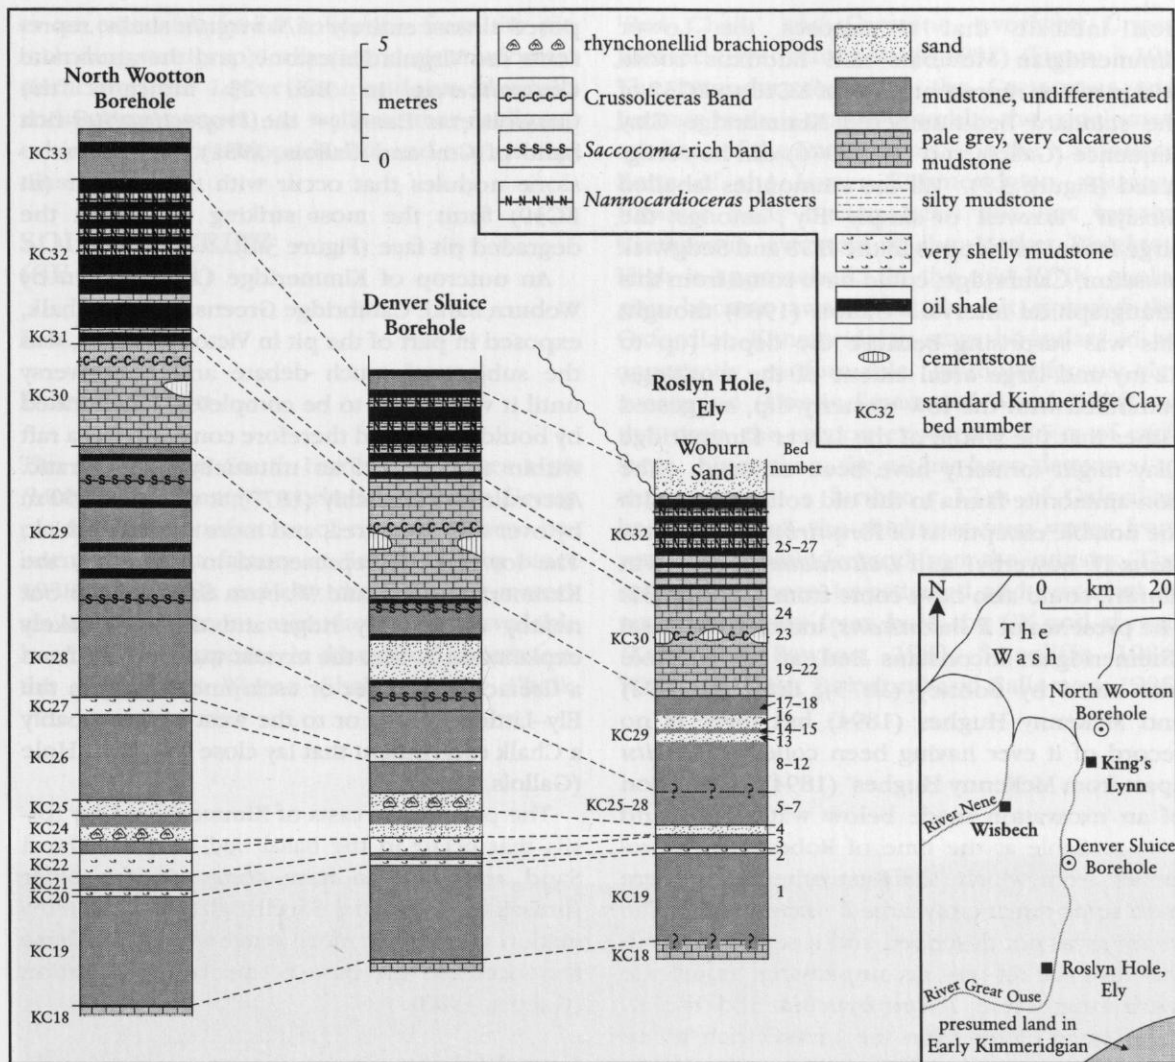 North Wootton
Borehole
KC33
KC32
KC31
KC30
KC29
KC28
KC27
KC26
KC25
KC24
KC23
KC22
KC21
KC20
KC19
KC18
5
metres
0
Denver Sluice
Borehole
rhynchonellid brachiopods
Crussoliceras Band
Saccocoma-rich band
Nannocardioceras plasters
sand
mudstone, undifferentiated
pale grey, very calcareous
mudstone
silty mudstone
very shelly mudstone
oil shale
cementstone
KC32
standard Kimmeridge Clay
bed number
Roslyn Hole,
Ely
Woburn
Sand
Bed
number
KC32
25–27
24
KC30
23
19–22
17–18
16
14–15
KC29
13
8–12
KC25–28
5–7
4
3
2
1
KC19
KC18
N
0
km
20
The
Wash
North Wootton
Borehole
King's
Lynn
River Nene
Wisbech
Denver Sluice
Borehole
Roslyn Hole,
Ely
River Great Ouse
presumed land in
Early Kimmeridgian